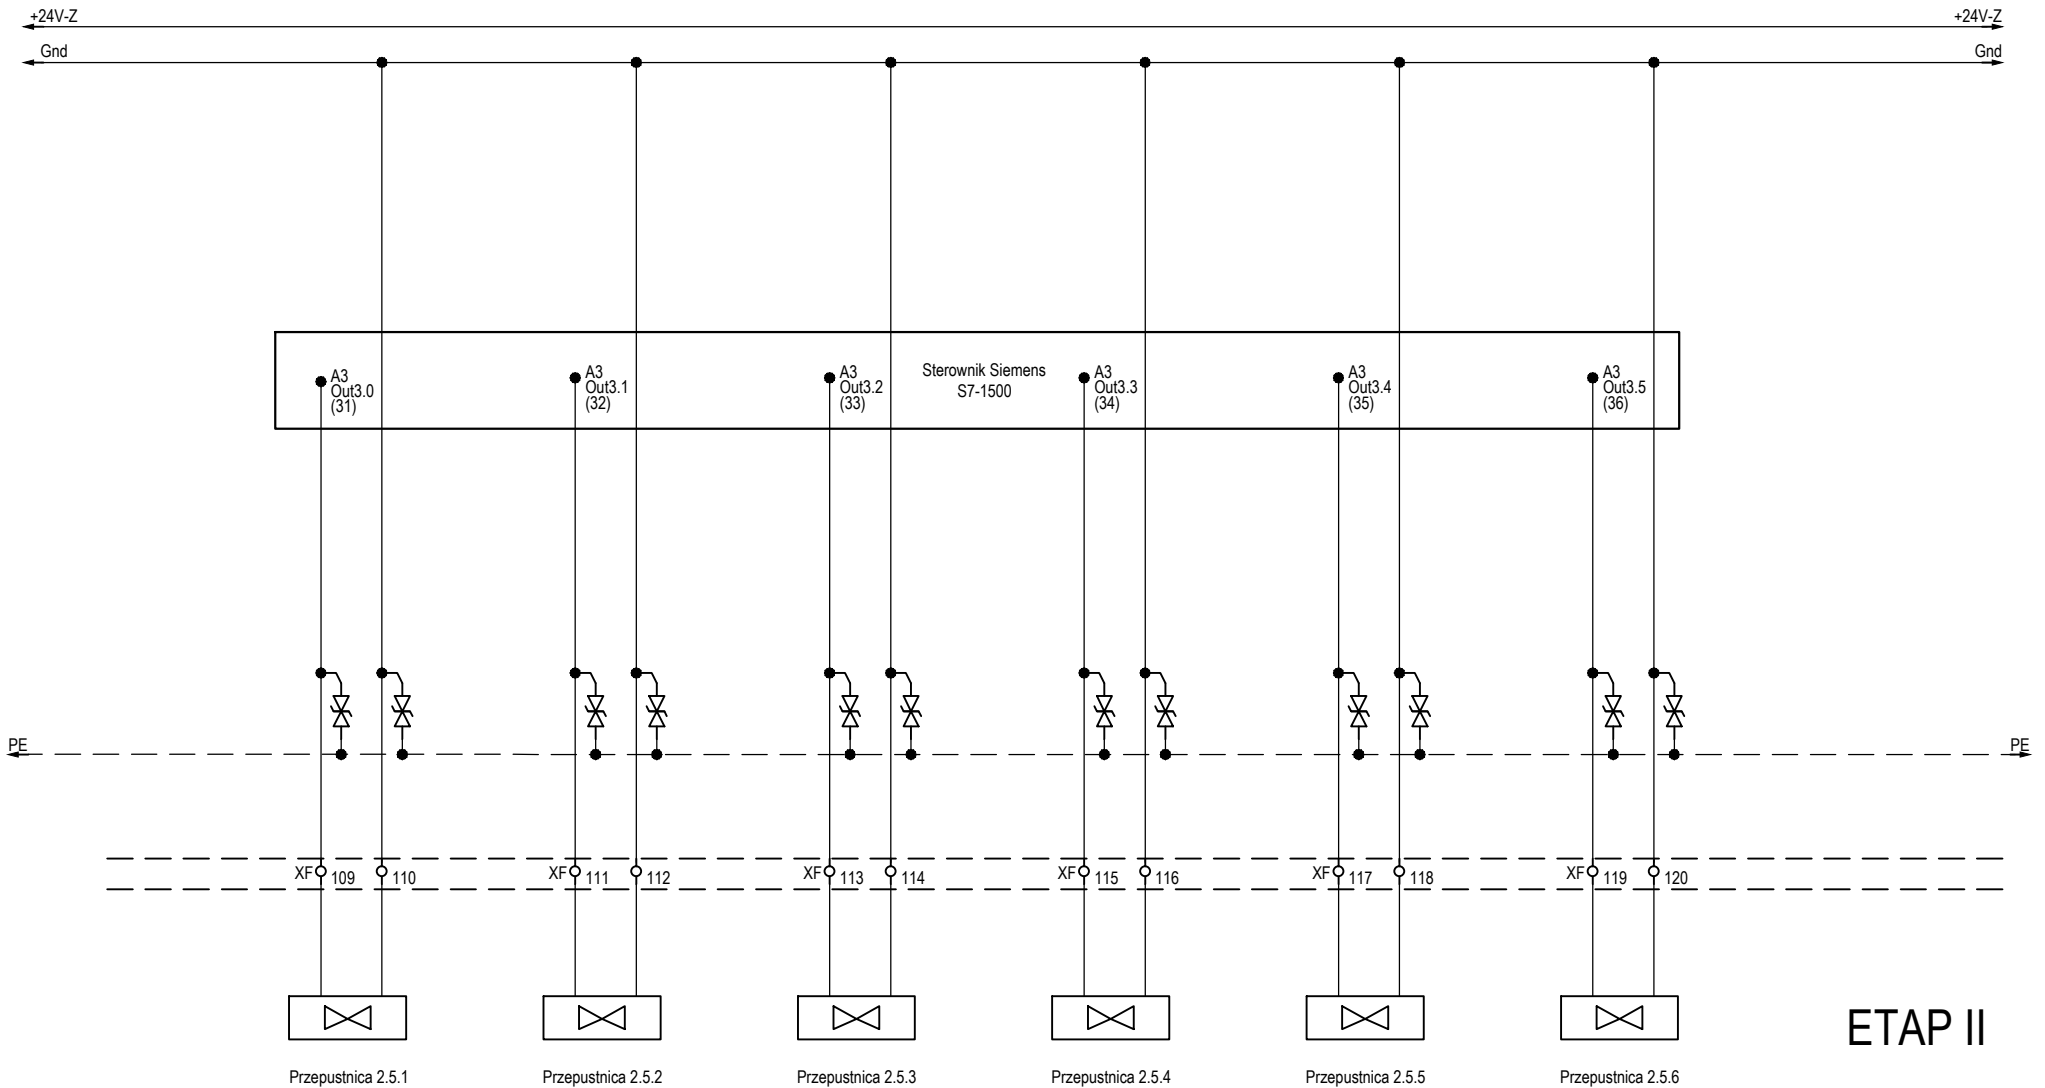 +24V-Z +24V-Z
Gnd Gnd
A3 A3 A3 Sterownik Siemens A3 A3 A3
Out3.0 Out3.1 Out3.2 S7-1500 Out3.3 Out3.4 Out3.5
(31) (32) (33) (34) (35) (36)
PE PE
XF 109 110 XF 111 112 XF 113 114 XF 115 116 XF 117 118 XF 119 120
ETAP II
Przepustnica 2.5.1 Przepustnica 2.5.2 Przepustnica 2.5.3 Przepustnica 2.5.4 Przepustnica 2.5.5 Przepustnica 2.5.6